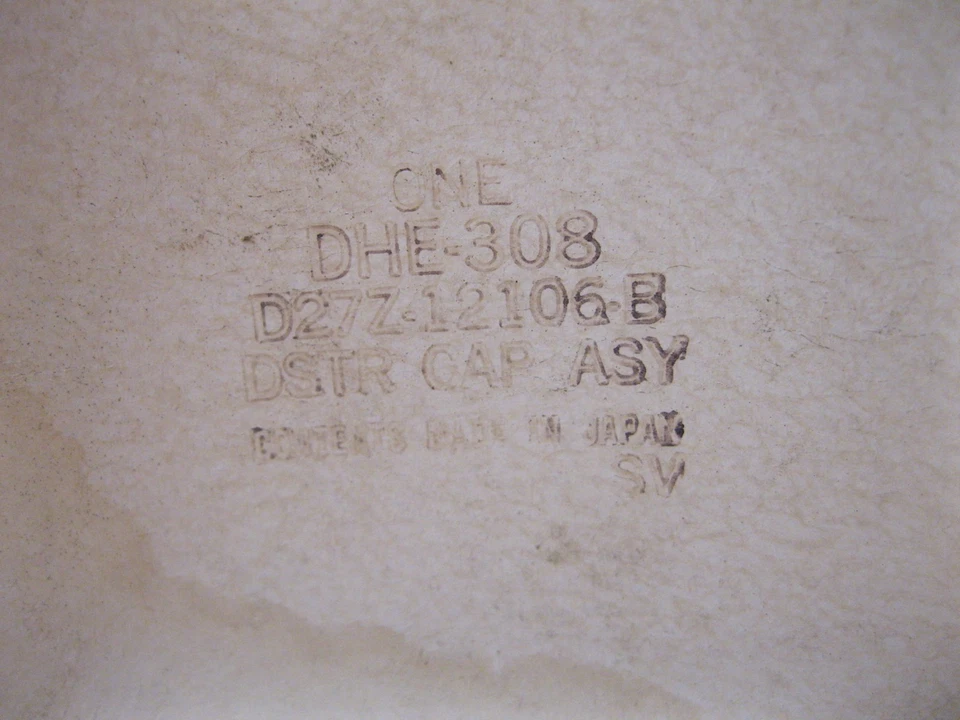 ONE
DHE-308
D27Z-12106-B
DSTR CAP ASY
CONTENTS MADE IN JAPAN
SV